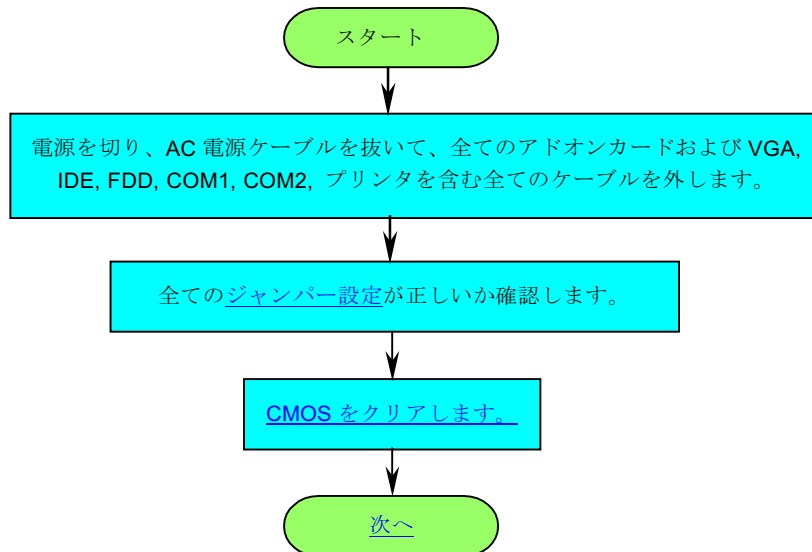 スタート
電源を切り、AC 電源ケーブルを抜いて、全てのアドオンカードおよび VGA,
IDE, FDD, COM1, COM2, プリンタを含む全てのケーブルを外します。
全てのジャンパー設定が正しいか確認します。
CMOS をクリアします。
次へ